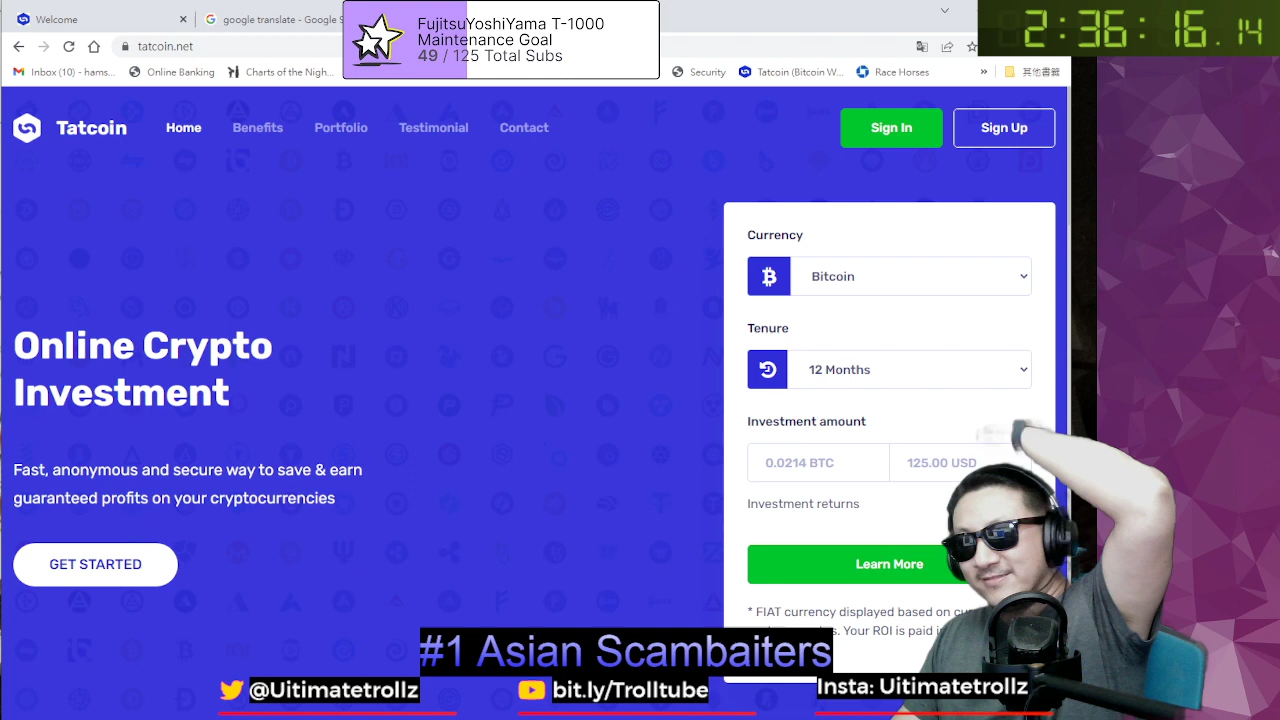 Welcome
google translate - Google S
FujitsuYoshiYama T-1000
Maintenance Goal
49 / 125 Total Subs
2:36:16.14
tatcoin.net
Inbox (10) - hams...
Online Banking
Charts of the Nigh...
Security
Tatcoin (Bitcoin W...
Race Horses
»
其他書籤
Tatcoin
Home
Benefits
Portfolio
Testimonial
Contact
Sign In
Sign Up
Online Crypto
Investment
Fast, anonymous and secure way to save & earn
guaranteed profits on your cryptocurrencies
GET STARTED
Currency
Bitcoin
Tenure
12 Months
Investment amount
0.0214 BTC
125.00 USD
Investment returns
Learn More
* FIAT currency displayed based on
Your ROI is paid
#1 Asian Scambaiters
@Uitimatetrollz
bit.ly/Trolltube
Insta: Uitimatetrollz